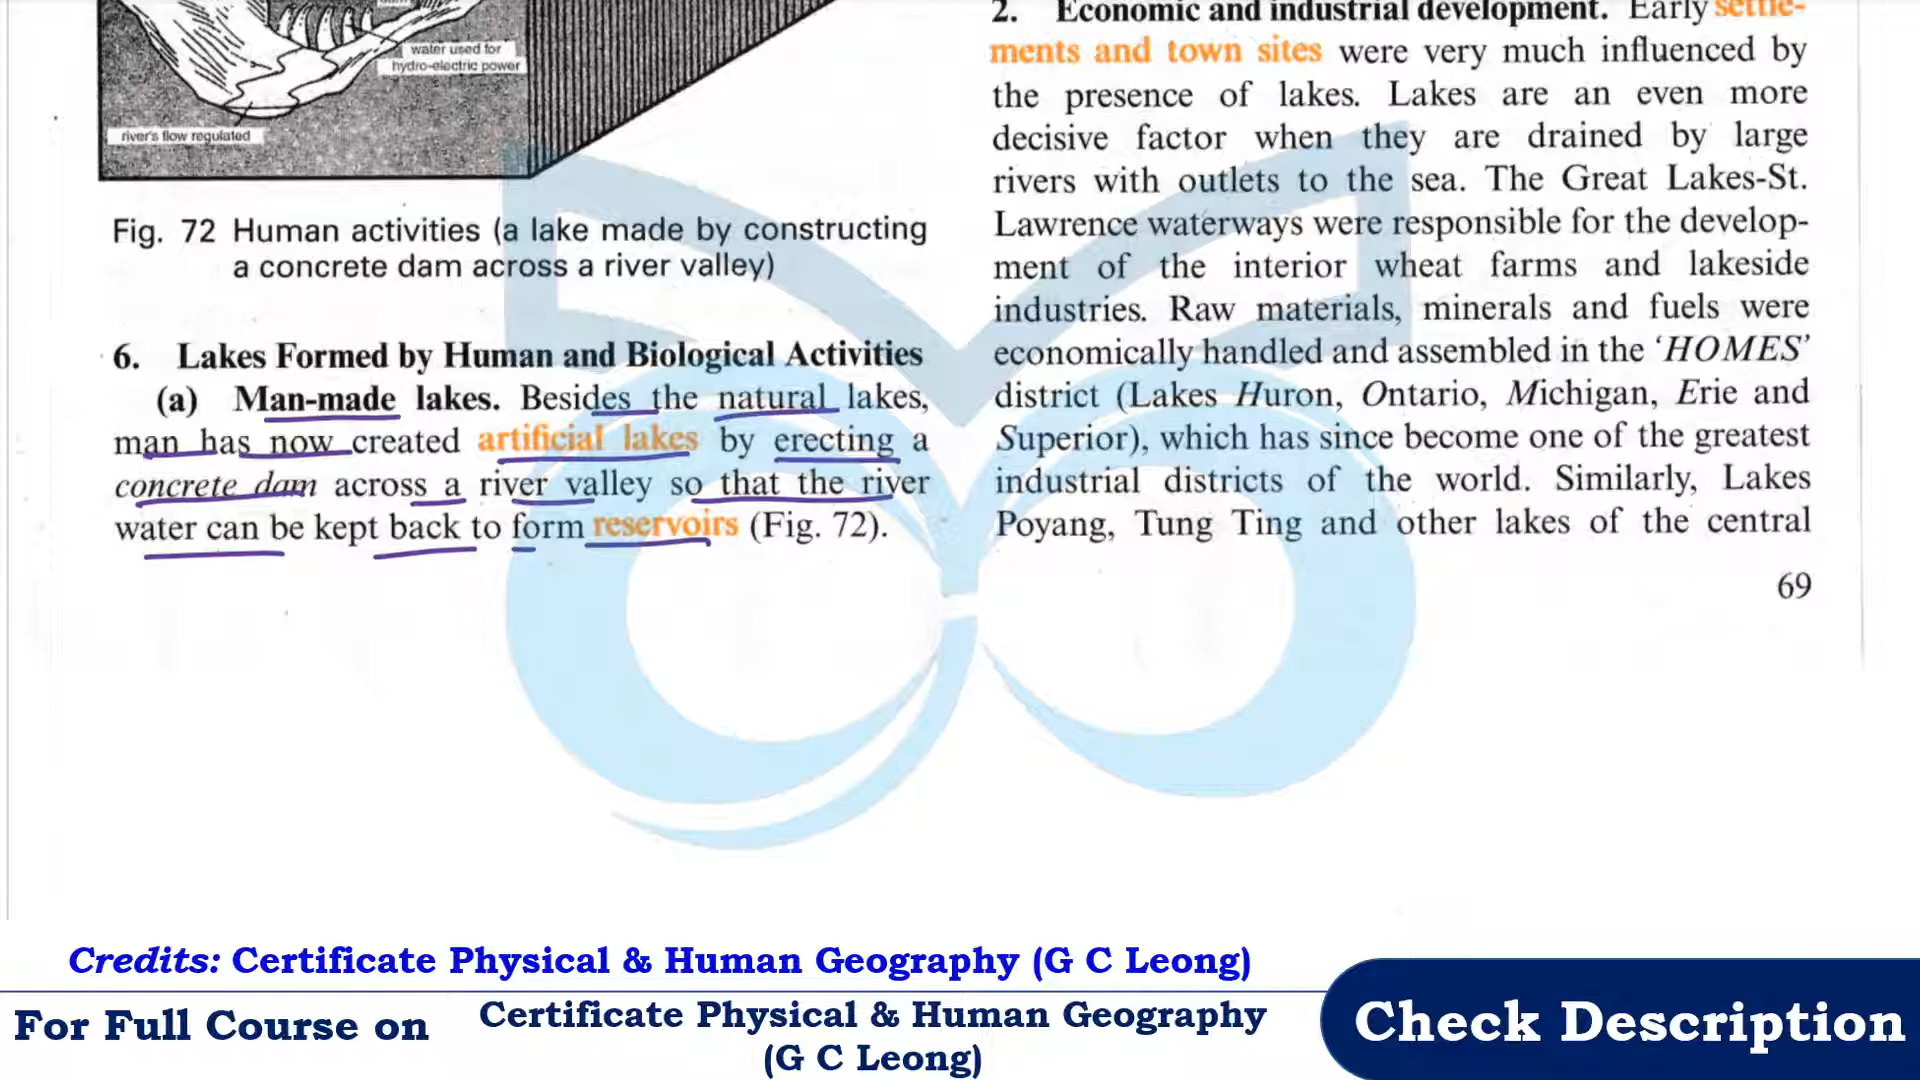 water used for
hydro-electric power
river's flow regulated
Fig. 72 Human activities (a lake made by constructing
a concrete dam across a river valley)
6. Lakes Formed by Human and Biological Activities
(a) Man-made lakes. Besides the natural lakes,
man has now created artificial lakes by erecting a
concrete dam across a river valley so that the river
water can be kept back to form reservoirs (Fig. 72).
2. Economic and industrial development. Early settle-
ments and town sites were very much influenced by
the presence of lakes. Lakes are an even more
decisive factor when they are drained by large
rivers with outlets to the sea. The Great Lakes-St.
Lawrence waterways were responsible for the develop-
ment of the interior wheat farms and lakeside
industries. Raw materials, minerals and fuels were
economically handled and assembled in the 'HOMES'
district (Lakes Huron, Ontario, Michigan, Erie and
Superior), which has since become one of the greatest
industrial districts of the world. Similarly, Lakes
Poyang, Tung Ting and other lakes of the central
69
Credits: Certificate Physical & Human Geography (G C Leong)
For Full Course on
Certificate Physical & Human Geography
(G C Leong)
Check Description